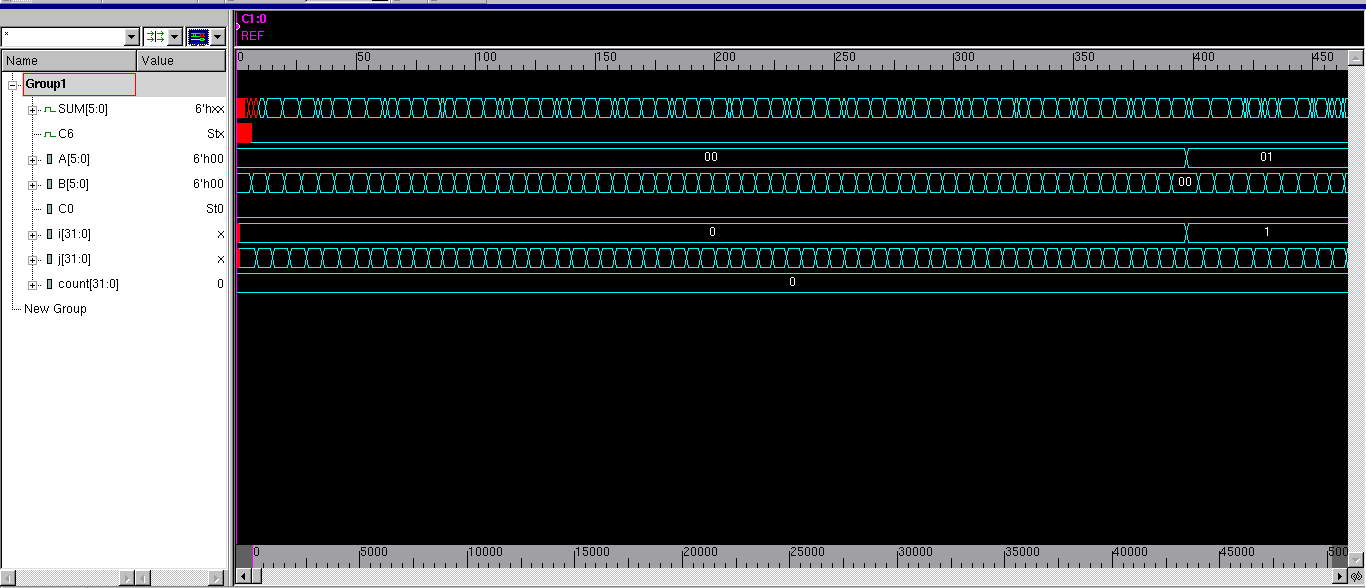 C1:0
REF
*
Name Value
0 50 100 150 200 250 300 350 400 450
Group1
SUM[5:0] 6'hxx
C6 Stx
A[5:0] 6'h00 00 01
B[5:0] 6'h00 00
C0 St0
i[31:0] x 0 1
j[31:0] x
count[31:0] 0 0
New Group
0 5000 10000 15000 20000 25000 30000 35000 40000 45000 500